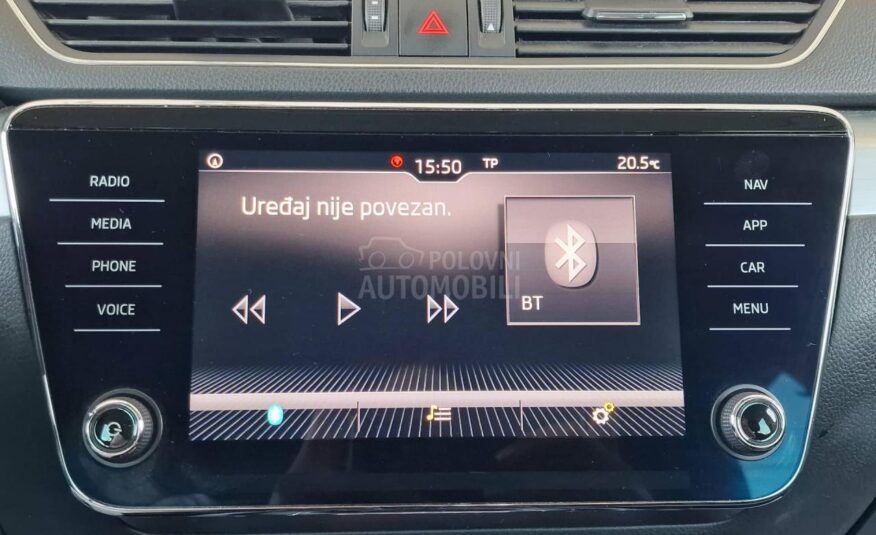 15:50 TP 20.5°C
RADIO
MEDIA
PHONE
VOICE
Uređaj nije povezan.
BT
NAV
APP
CAR
MENU
POLOVNI
AUTOMOBILI